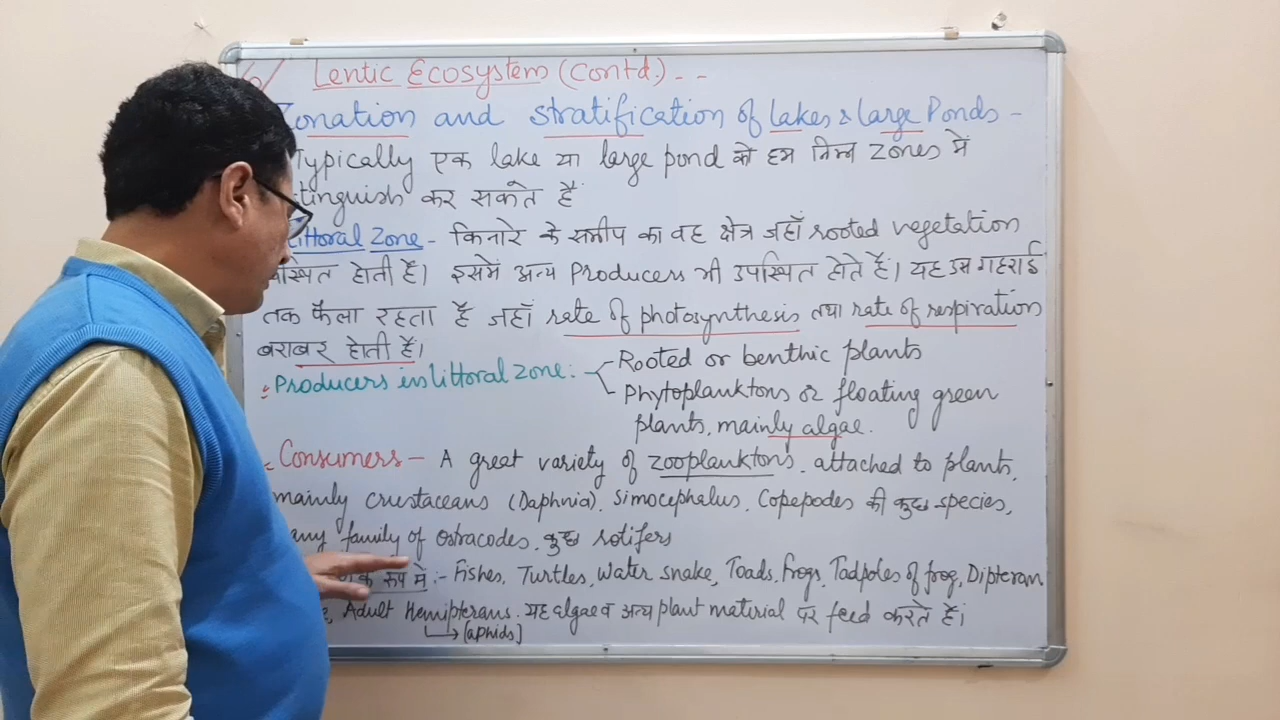 Lentic Ecosystem (Contd.) - -
Zonation and stratification of lakes & large Ponds -
Typically एक lake या large pond को हम निम्न zones में
tinguish कर सकते हैं
Littoral Zone - किनारे के समीप का वह क्षेत्र जहाँ rooted vegetation
स्थित होती हैं। इसमें अन्य Producers भी उपस्थित होते हैं। यह उस गहराई
तक फैला रहता है जहाँ rate of photosynthesis तथा rate of respiration
बराबर होती हैं।
Producers in littoral zone:- Rooted or benthic plants
Phytoplanktons or floating green
plants, mainly algae.
Consumers - A great variety of zooplanktons, attached to plants,
mainly crustaceans (Daphnia), Simocephalus, Copepodes की कुछ species,
any family of ostracodes, कुछ rotifers
के रूप में :- Fishes, Turtles, Water snake, Toads, frogs, Tadpoles of frog, Dipteran
Adult Hemipterans. यह algae व अन्य plant material पर feed करते हैं।
[aphids]